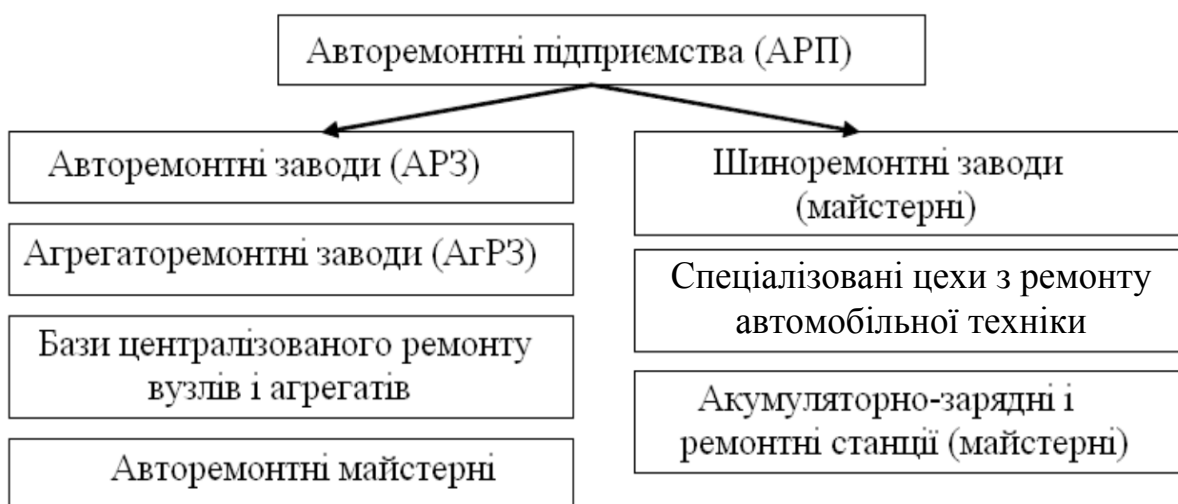 Авторемонтні підприємства (АРП)
Авторемонтні заводи (АРЗ)
Агрегаторемонтні заводи (АгРЗ)
Бази централізованого ремонту
вузлів і агрегатів
Авторемонтні майстерні
Шиноремонтні заводи
(майстерні)
Спеціалізовані цехи з ремонту
автомобільної техніки
Акумуляторно-зарядні і
ремонтні станції (майстерні)